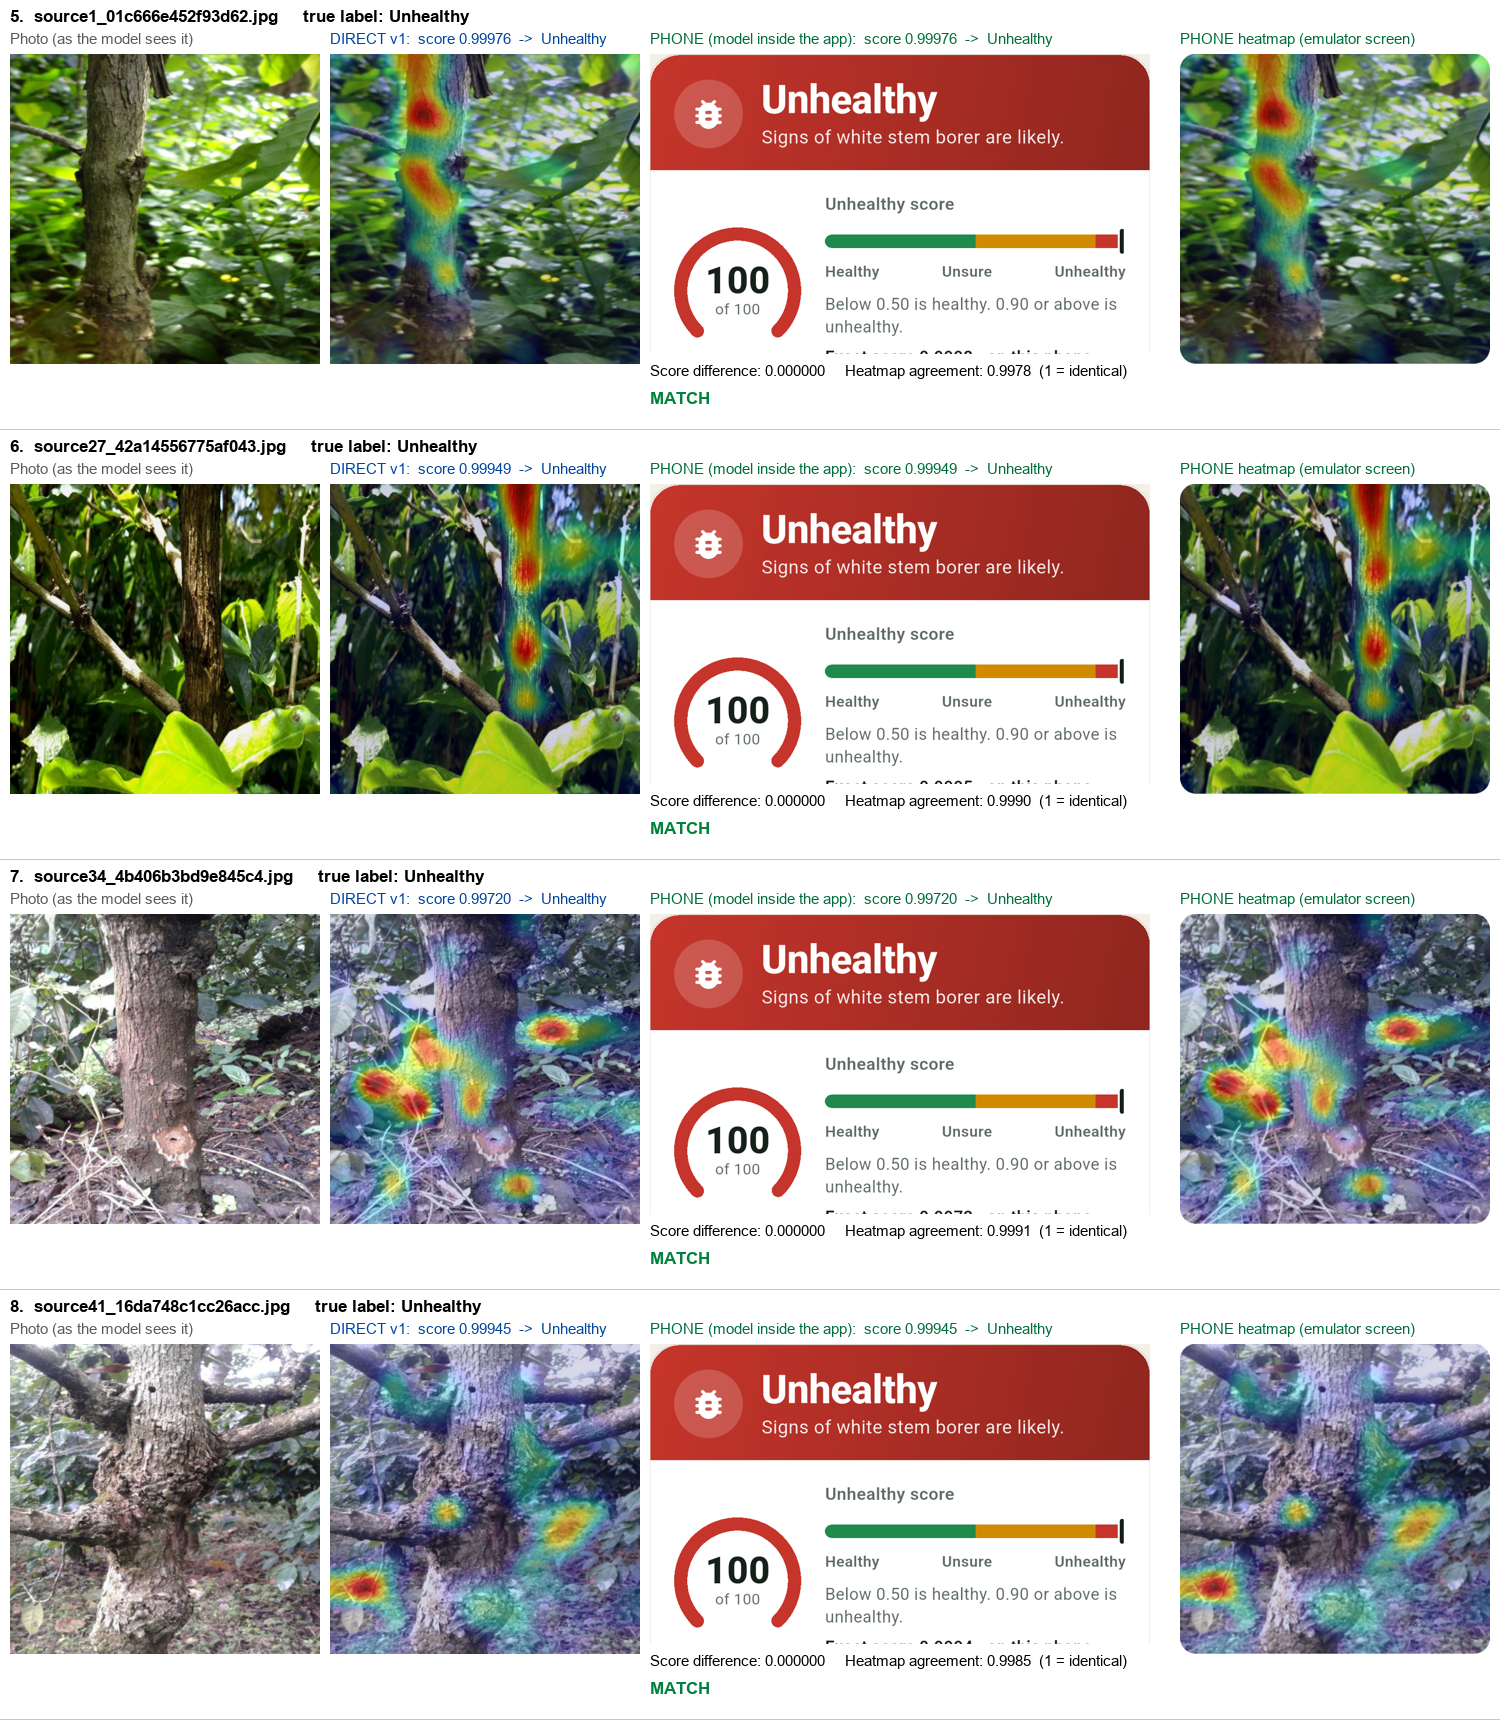 5. source1_01c666e452f93d62.jpg true label: Unhealthy
Photo (as the model sees it) DIRECT v1: score 0.99976 -> Unhealthy PHONE (model inside the app): score 0.99976 -> Unhealthy PHONE heatmap (emulator screen)
Unhealthy
Signs of white stem borer are likely.
Unhealthy score
100
of 100
Healthy Unsure Unhealthy
Below 0.50 is healthy. 0.90 or above is
unhealthy.
Score difference: 0.000000 Heatmap agreement: 0.9978 (1 = identical)
MATCH
6. source27_42a14556775af043.jpg true label: Unhealthy
Photo (as the model sees it) DIRECT v1: score 0.99949 -> Unhealthy PHONE (model inside the app): score 0.99949 -> Unhealthy PHONE heatmap (emulator screen)
Unhealthy
Signs of white stem borer are likely.
Unhealthy score
100
of 100
Healthy Unsure Unhealthy
Below 0.50 is healthy. 0.90 or above is
unhealthy.
Score difference: 0.000000 Heatmap agreement: 0.9990 (1 = identical)
MATCH
7. source34_4b406b3bd9e845c4.jpg true label: Unhealthy
Photo (as the model sees it) DIRECT v1: score 0.99720 -> Unhealthy PHONE (model inside the app): score 0.99720 -> Unhealthy PHONE heatmap (emulator screen)
Unhealthy
Signs of white stem borer are likely.
Unhealthy score
100
of 100
Healthy Unsure Unhealthy
Below 0.50 is healthy. 0.90 or above is
unhealthy.
Score difference: 0.000000 Heatmap agreement: 0.9991 (1 = identical)
MATCH
8. source41_16da748c1cc26acc.jpg true label: Unhealthy
Photo (as the model sees it) DIRECT v1: score 0.99945 -> Unhealthy PHONE (model inside the app): score 0.99945 -> Unhealthy PHONE heatmap (emulator screen)
Unhealthy
Signs of white stem borer are likely.
Unhealthy score
100
of 100
Healthy Unsure Unhealthy
Below 0.50 is healthy. 0.90 or above is
unhealthy.
Score difference: 0.000000 Heatmap agreement: 0.9985 (1 = identical)
MATCH